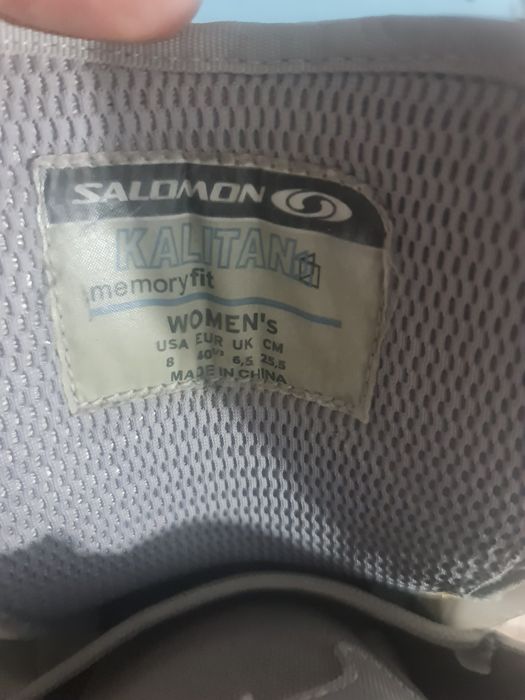 SALOMON
KALITAN
memoryfit
WOMEN's
USA EUR UK CM
8 40²/³ 6,5 25,5
MADE IN CHINA